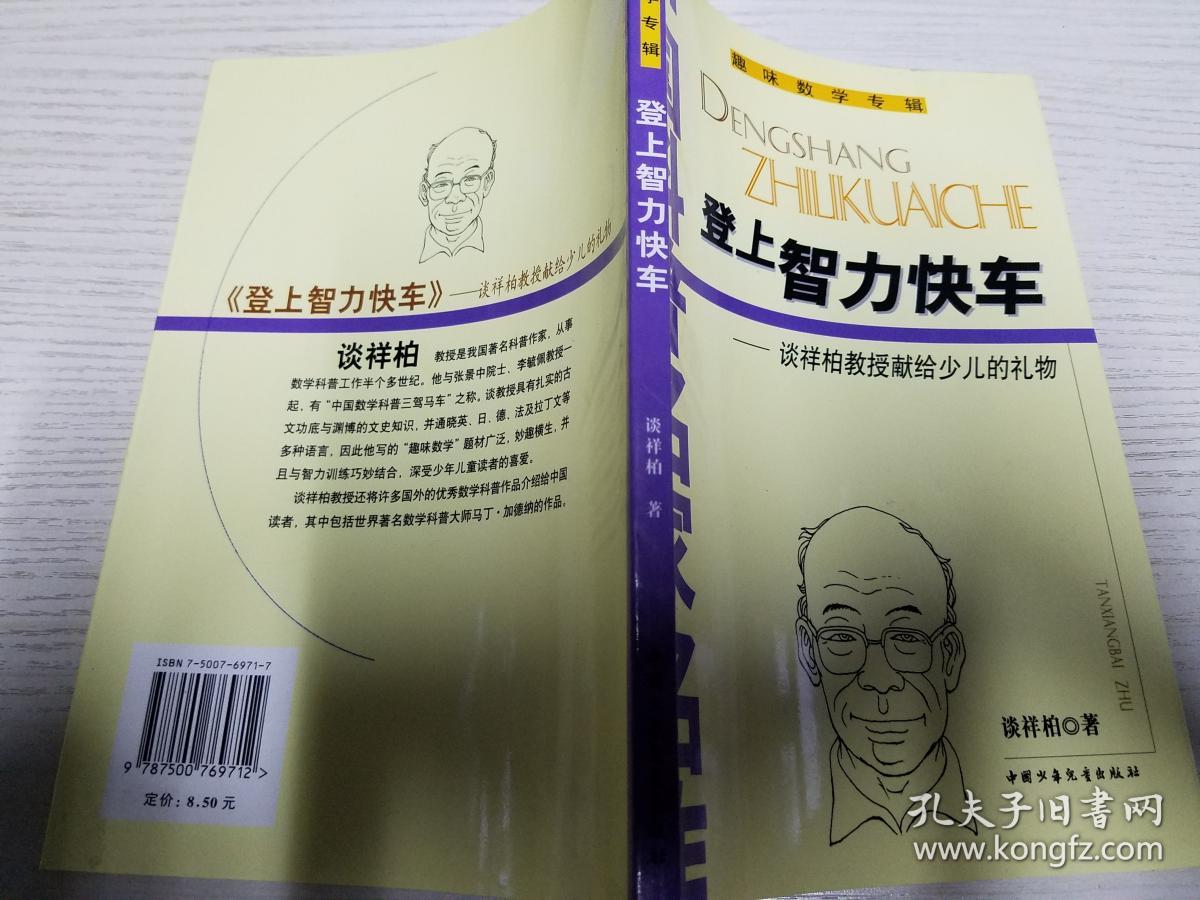 《登上智力快车》——谈祥柏教授献给少儿的礼物
谈祥柏 教授是我国著名科普作家，从事
数学科普工作半个多世纪。他与张景中院士、李毓佩教授一
起，有“中国数学科普三驾马车”之称。谈教授具有扎实的古
文功底与渊博的文史知识，并通晓英、日、德、法及拉丁文等
多种语言，因此他写的“趣味数学”题材广泛，妙趣横生，并
且与智力训练巧妙结合，深受少年儿童读者的喜爱。
谈祥柏教授还将许多国外的优秀数学科普作品介绍给中国
读者，其中包括世界著名数学科普大师马丁·加德纳的作品。
ISBN 7-5007-6971-7
9 787500 769712 >
定价：8.50元
学专辑
登上智力快车
谈祥柏 著
趣味数学专辑
DENGSHANG
ZHILIKUAICHE
登上智力快车
——谈祥柏教授献给少儿的礼物
TANXIANGBAI ZHU
谈祥柏◎著
中国少年儿童出版社
孔夫子旧书网
www.kongfz.com